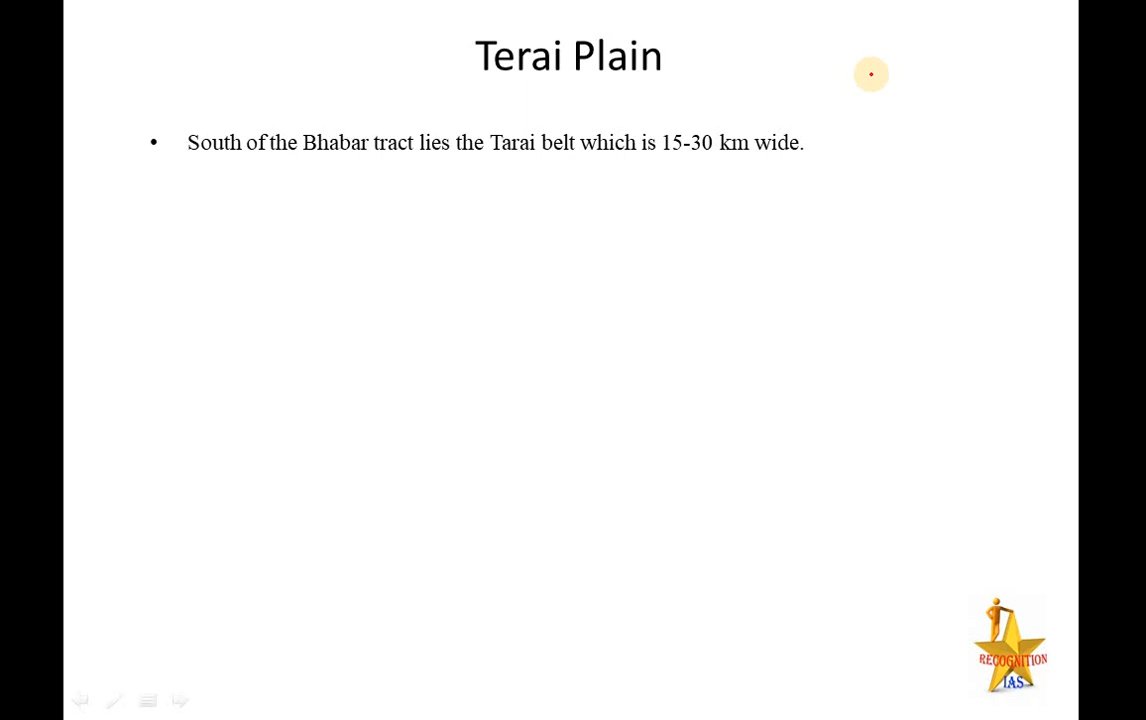 Terai Plain
• South of the Bhabar tract lies the Tarai belt which is 15-30 km wide.
RECOGNITION
IAS